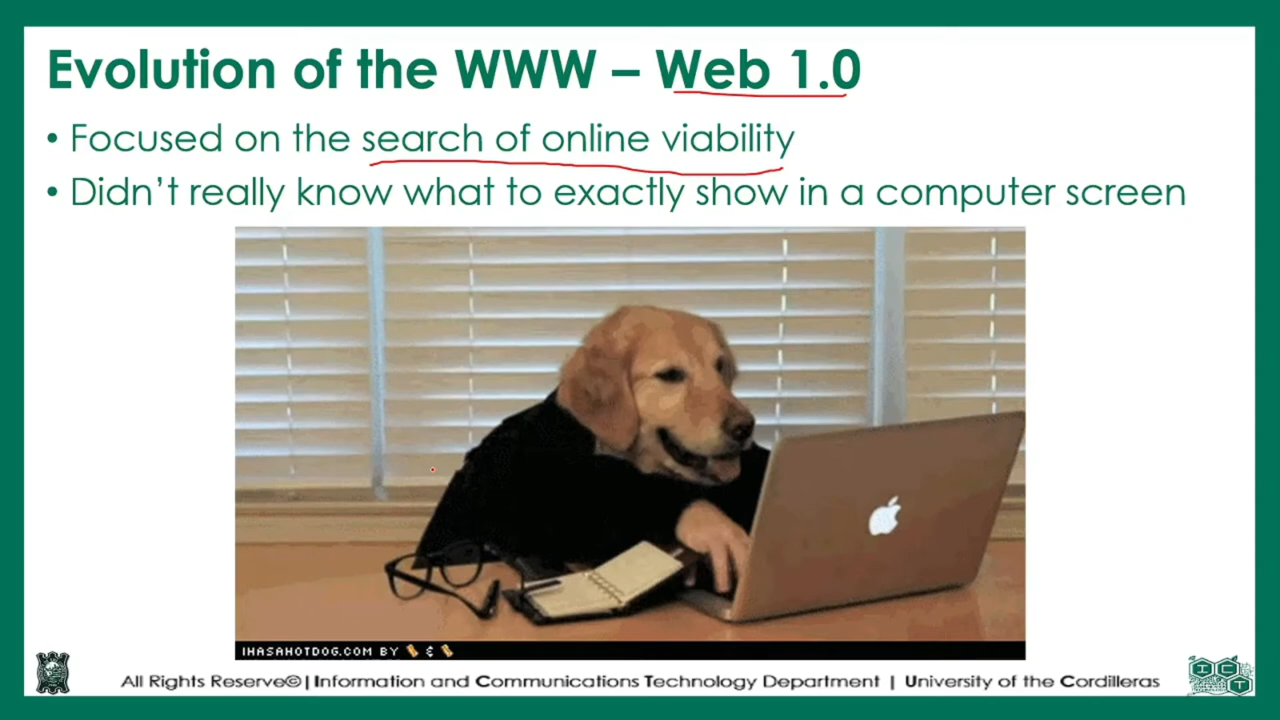 Evolution of the WWW – Web 1.0
• Focused on the search of online viability
• Didn't really know what to exactly show in a computer screen
IHASAHOTDOG.COM BY & 
All Rights Reserve©| Information and Communications Technology Department | University of the Cordilleras
I C
T